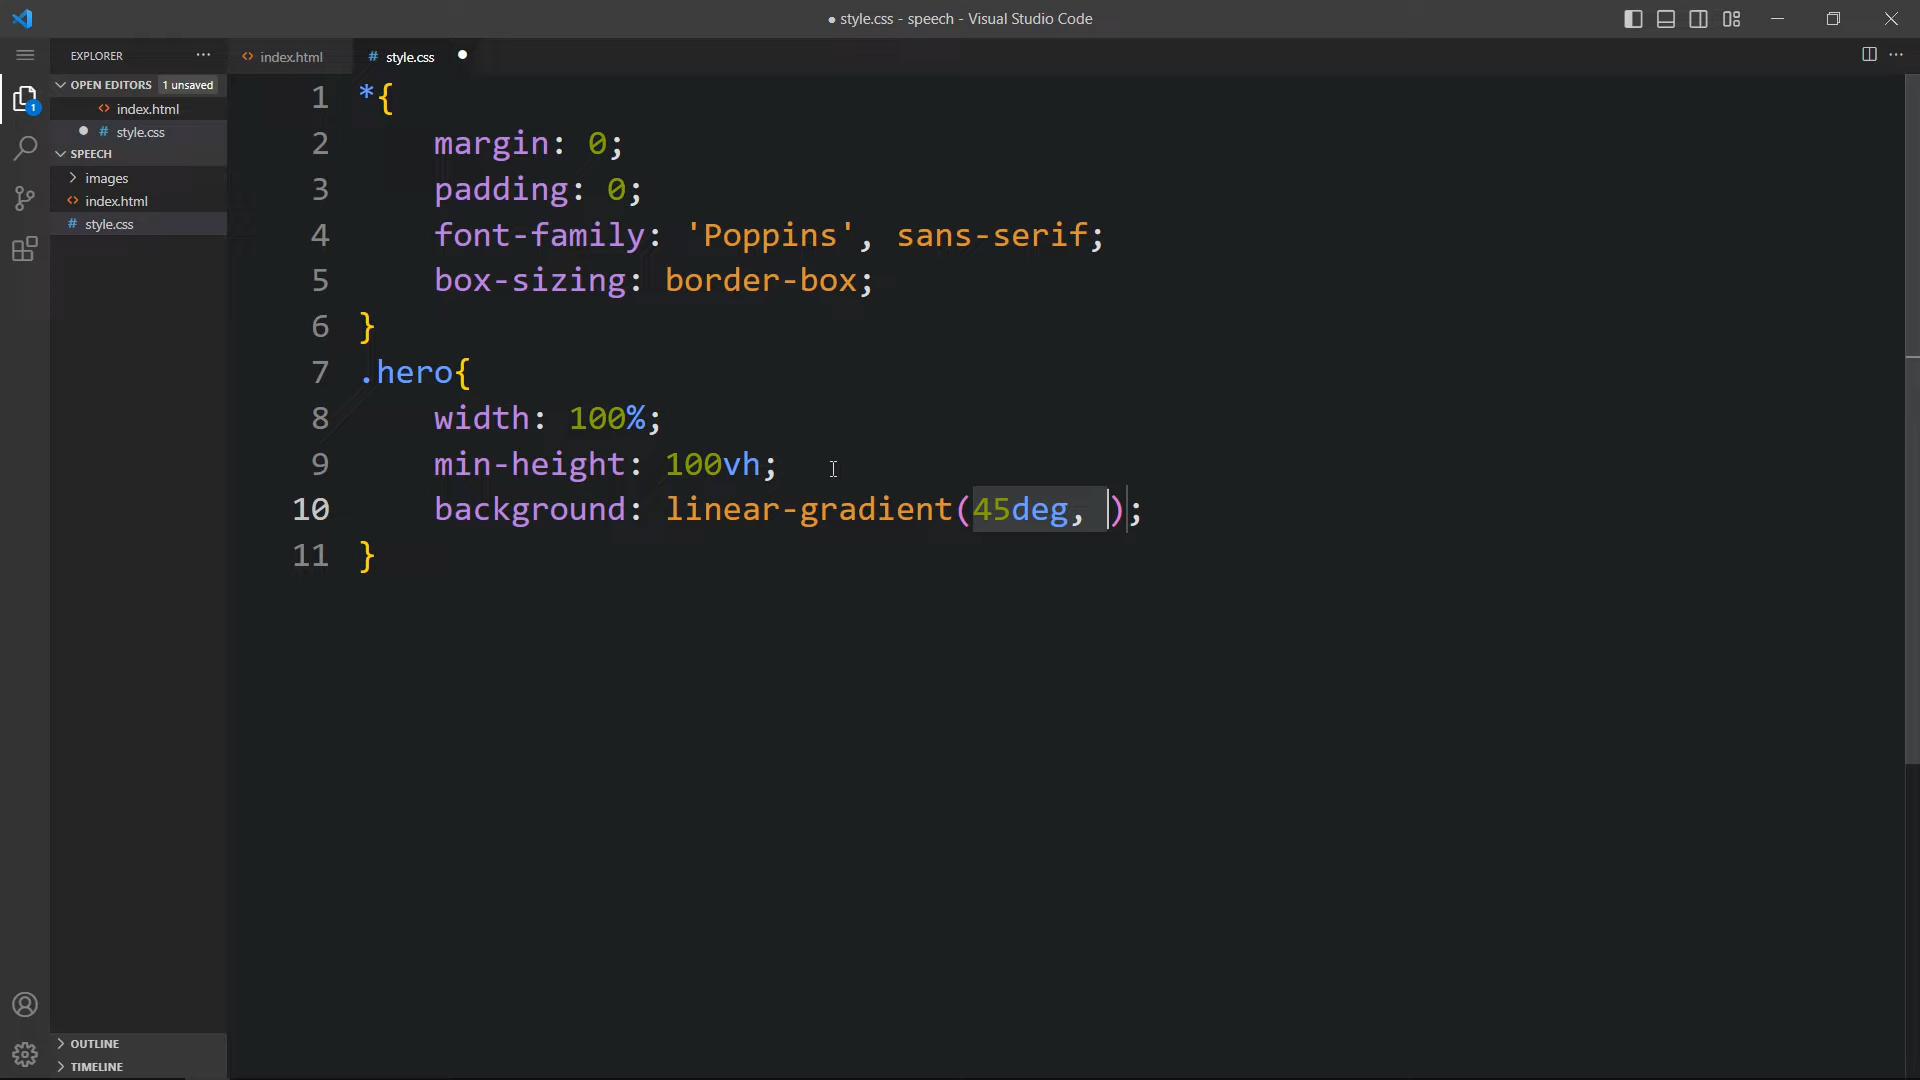 ● style.css - speech - Visual Studio Code
EXPLORER
index.html
# style.css
OPEN EDITORS 1 unsaved
index.html
# style.css
SPEECH
images
index.html
# style.css
1
OUTLINE
TIMELINE
1 *{
2 margin: 0;
3 padding: 0;
4 font-family: 'Poppins', sans-serif;
5 box-sizing: border-box;
6 }
7 .hero{
8 width: 100%;
9 min-height: 100vh;
10 background: linear-gradient(45deg, );
11 }